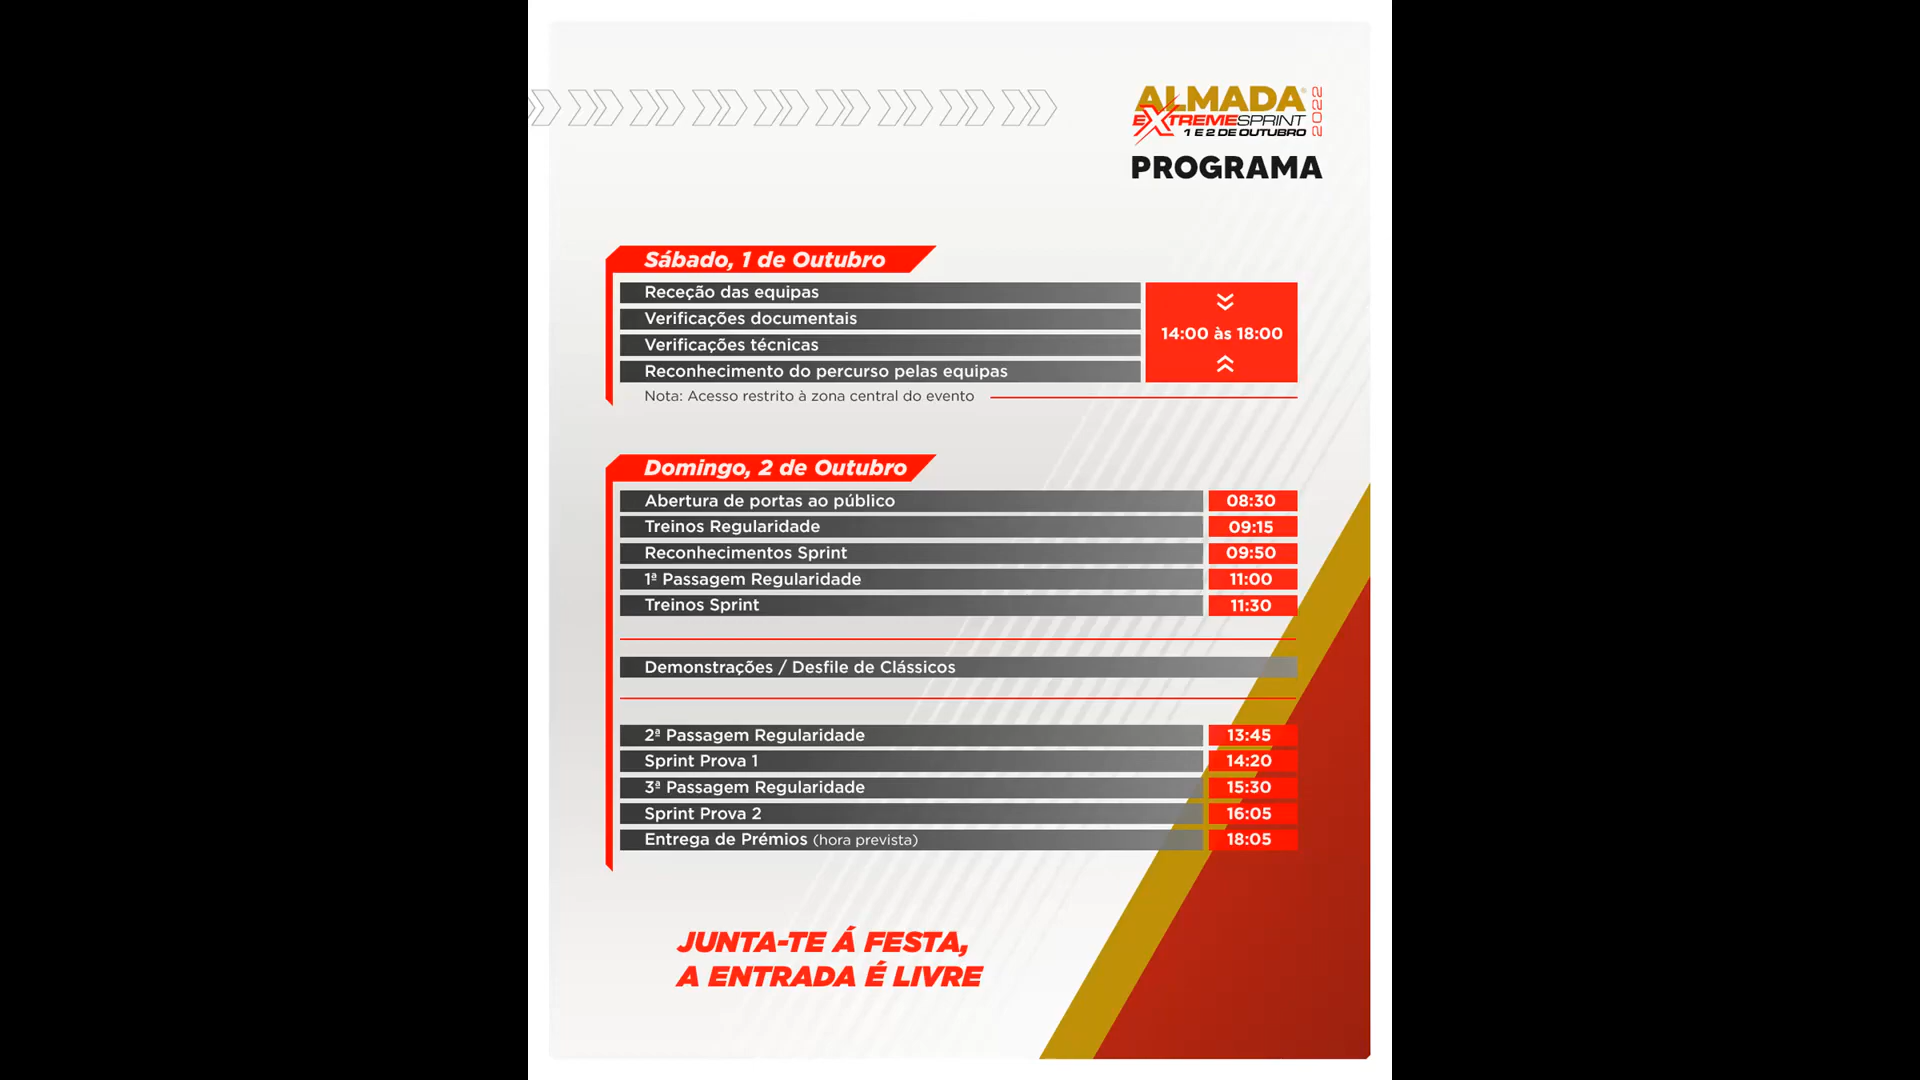 ALMADA
EXTREMESPRINT
1 E 2 DE OUTUBRO
2022
PROGRAMA
Sábado, 1 de Outubro
Receção das equipas
Verificações documentais
Verificações técnicas
Reconhecimento do percurso pelas equipas
14:00 às 18:00
Nota: Acesso restrito à zona central do evento
Domingo, 2 de Outubro
Abertura de portas ao público 08:30
Treinos Regularidade 09:15
Reconhecimentos Sprint 09:50
1ª Passagem Regularidade 11:00
Treinos Sprint 11:30
Demonstrações / Desfile de Clássicos
2ª Passagem Regularidade 13:45
Sprint Prova 1 14:20
3ª Passagem Regularidade 15:30
Sprint Prova 2 16:05
Entrega de Prémios (hora prevista) 18:05
JUNTA-TE Á FESTA,
A ENTRADA É LIVRE